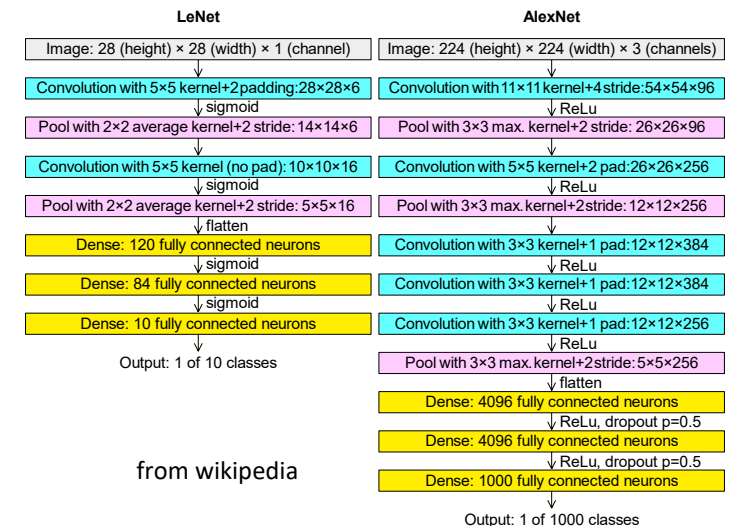 LeNet
Image: 28 (height) × 28 (width) × 1 (channel)
Convolution with 5×5 kernel+2padding:28×28×6
sigmoid
Pool with 2×2 average kernel+2 stride:14×14×6
Convolution with 5×5 kernel (no pad):10×10×16
sigmoid
Pool with 2×2 average kernel+2 stride: 5×5×16
flatten
Dense: 120 fully connected neurons
sigmoid
Dense: 84 fully connected neurons
sigmoid
Dense: 10 fully connected neurons
Output: 1 of 10 classes
from wikipedia
AlexNet
Image: 224 (height) × 224 (width) × 3 (channels)
Convolution with 11×11 kernel+4stride:54×54×96
ReLu
Pool with 3×3 max. kernel+2 stride: 26×26×96
Convolution with 5×5 kernel+2 pad:26×26×256
ReLu
Pool with 3×3 max. kernel+2stride:12×12×256
Convolution with 3×3 kernel+1 pad:12×12×384
ReLu
Convolution with 3×3 kernel+1 pad:12×12×384
ReLu
Convolution with 3×3 kernel+1 pad:12×12×256
ReLu
Pool with 3×3 max. kernel+2stride:5×5×256
flatten
Dense: 4096 fully connected neurons
ReLu, dropout p=0.5
Dense: 4096 fully connected neurons
ReLu, dropout p=0.5
Dense: 1000 fully connected neurons
Output: 1 of 1000 classes